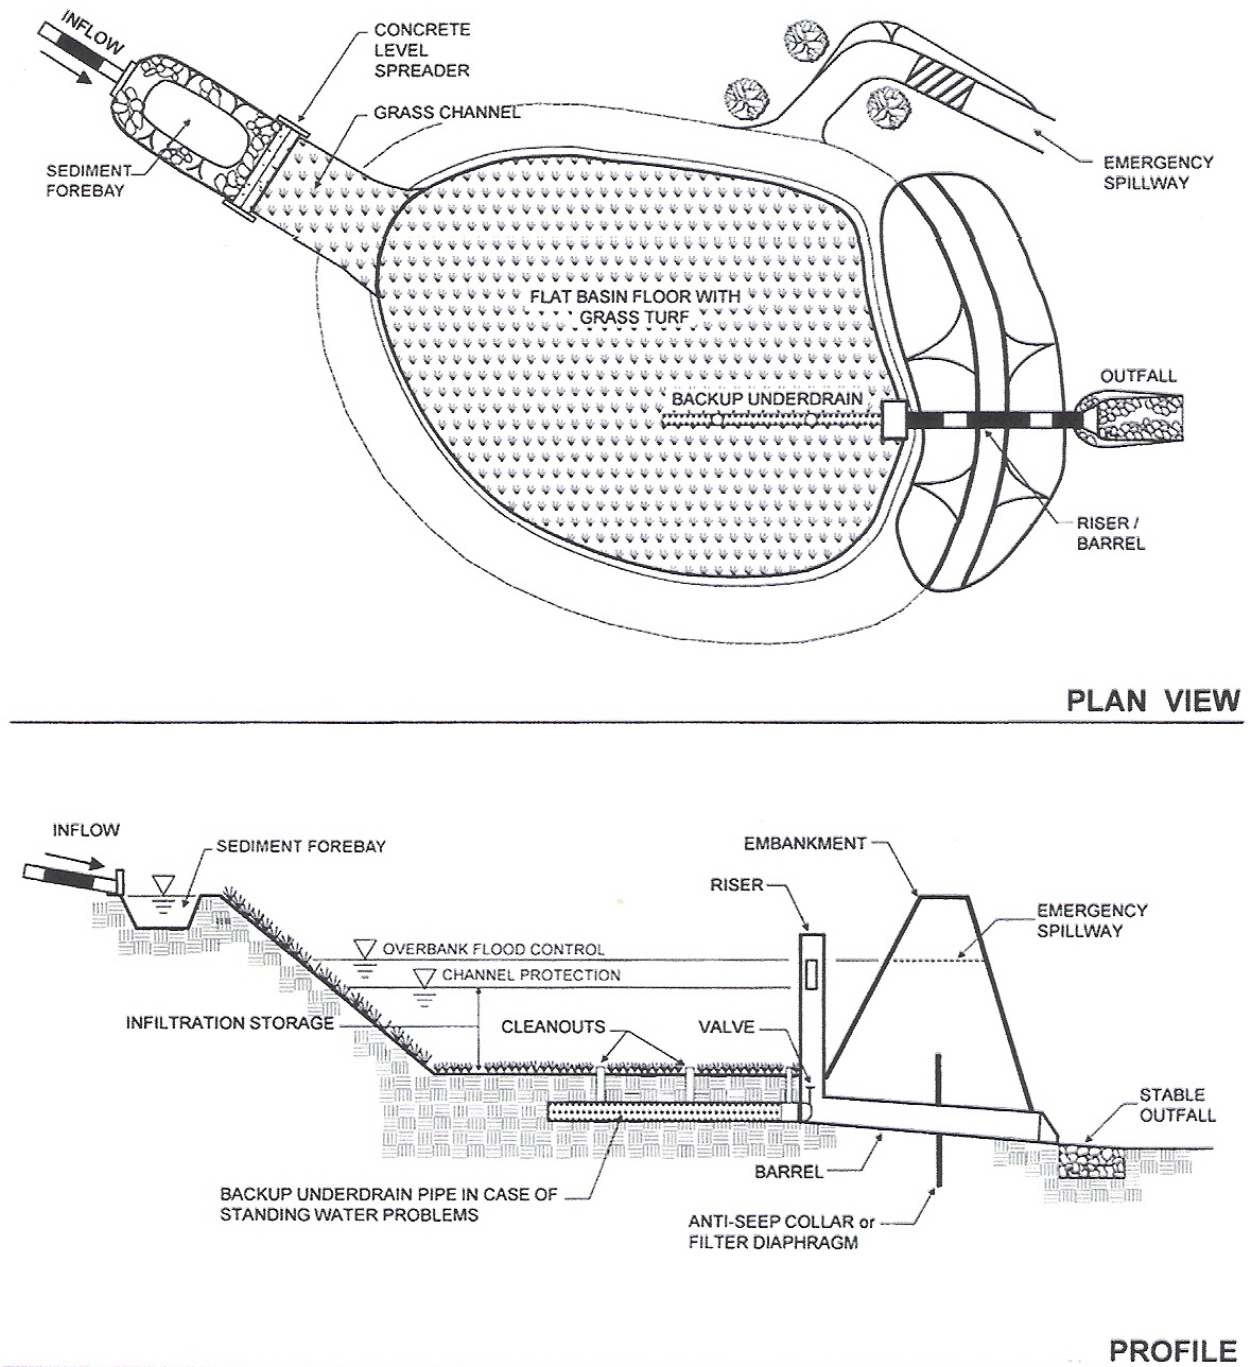 INFLOW
CONCRETE
LEVEL
SPREADER
GRASS CHANNEL
SEDIMENT
FOREBAY
EMERGENCY
SPILLWAY
FLAT BASIN FLOOR WITH
GRASS TURF
BACKUP UNDERDRAIN
OUTFALL
RISER /
BARREL
PLAN VIEW
INFLOW
SEDIMENT FOREBAY
EMBANKMENT
RISER
EMERGENCY
SPILLWAY
OVERBANK FLOOD CONTROL
CHANNEL PROTECTION
INFILTRATION STORAGE
CLEANOUTS
VALVE
STABLE
OUTFALL
BARREL
BACKUP UNDERDRAIN PIPE IN CASE OF
STANDING WATER PROBLEMS
ANTI-SEEP COLLAR or
FILTER DIAPHRAGM
PROFILE